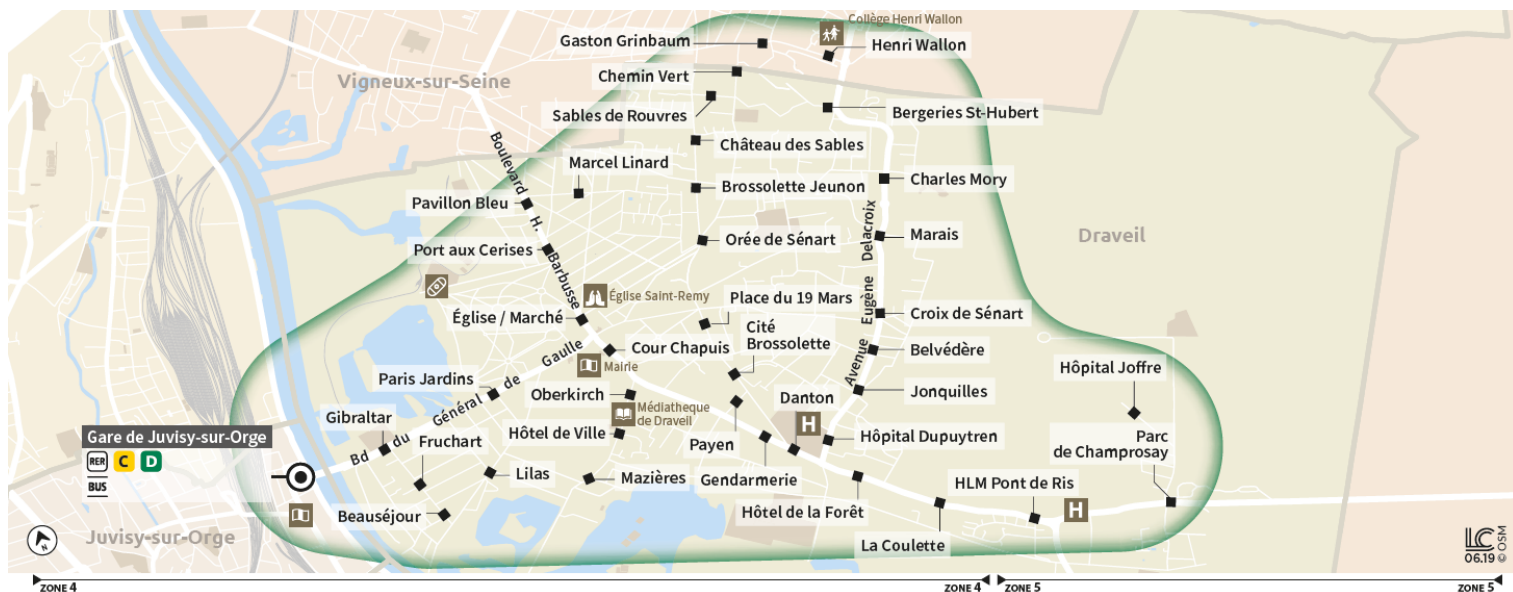 Collège Henri Wallon
Gaston Grinbaum
Henri Wallon
Vigneux-sur-Seine
Chemin Vert
Sables de Rouvres
Bergeries St-Hubert
Château des Sables
Marcel Linard
Boulevard H. Barbusse
Brossolette Jeunon
Charles Mory
Pavillon Bleu
Orée de Sénart
Marais
Draveil
Port aux Cerises
Avenue Eugène Delacroix
Église Saint-Remy
Place du 19 Mars
Église / Marché
Croix de Sénart
Cité
Brossolette
Cour Chapuis
Belvédère
Mairie
Hôpital Joffre
Paris Jardins
Bd du Général de Gaulle
Oberkirch
Jonquilles
Danton
H
Médiathèque
de Draveil
Gibraltar
Hôtel de Ville
Fruchart
Payen
Hôpital Dupuytren
Parc
de Champrosay
Gare de Juvisy-sur-Orge
RER C D
BUS
Lilas
Mazières
Gendarmerie
HLM Pont de Ris
H
Hôtel de la Forêt
Beauséjour
Juvisy-sur-Orge
La Coulette
N
LC
06.19 © OSM
ZONE 4
ZONE 4
ZONE 5
ZONE 5